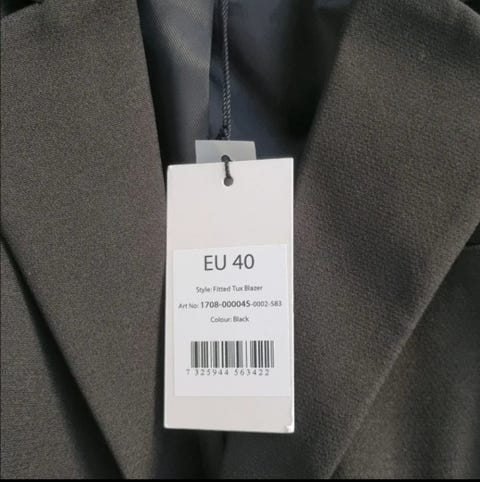 EU 40
Style: Fitted Tux Blazer
Art No: 1708-000045-0002-583
Colour: Black
7 325944 563422